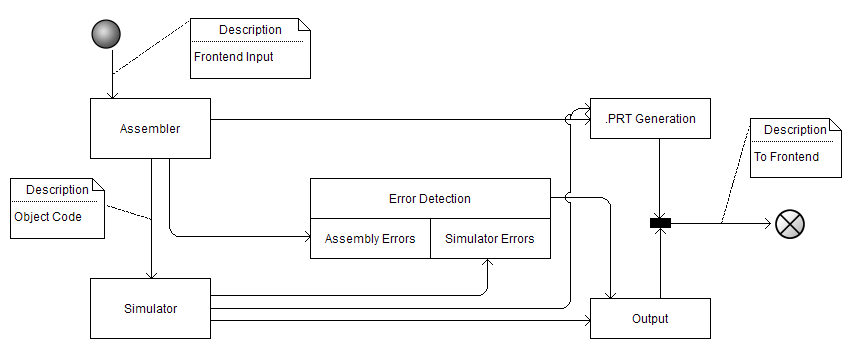 Description
Frontend Input
Assembler
.PRT Generation
Description
To Frontend
Description
Object Code
Error Detection
Assembly Errors
Simulator Errors
Simulator
Output